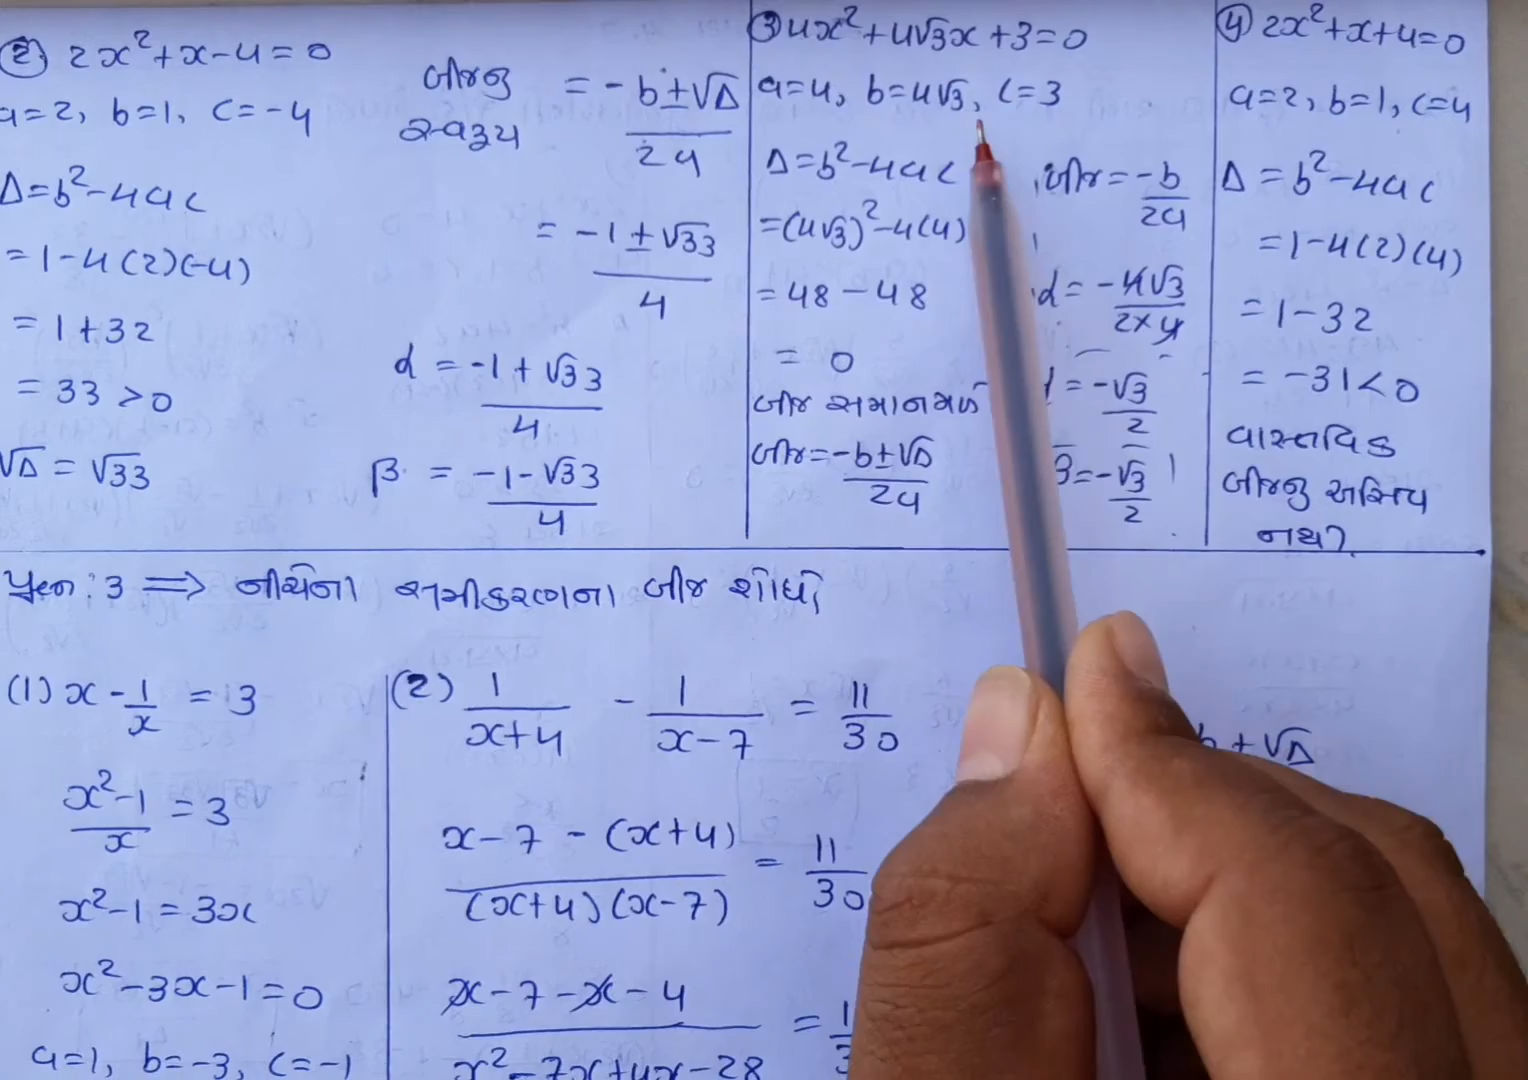 ② 2x²+x-4=0
a=2, b=1, c=-4
Δ=b²-4ac
=1-4(2)(-4)
= 1+32
= 33 >0
√Δ = √33
બીજનુ = -b±√Δ
2a
= -1±√33
4
α = -1+√33
4
β = -1-√33
4
③ 4x²+4√3x+3=0
a=4, b=4√3, c=3
Δ=b²-4ac
=(4√3)²-4(4)
=48-48
= 0
બીજ સમાન મળે
બીજ=-b±√Δ
2a
બીજ=-b
2a
α= -4√3
2×4
= -√3
2
β=-√3
2
④ 2x²+x+4=0
a=2, b=1, c=4
Δ=b²-4ac
=1-4(2)(4)
=1-32
= -31<0
વાસ્તવિક
બીજનુ અસ્તિત્વ
નથી.
પ્રશ્ન:3 ⇒ નીચેના સમીકરણના બીજ શોધો
(1) x-1/x = 3
x²-1/x = 3
x²-1=3x
x²-3x-1=0
a=1, b=-3, c=-1
(2) 1/x+4 - 1/x-7 = 11/30
x-7-(x+4)/(x+4)(x-7) = 11/30
x-7-x-4
x²-7x+4x-28
+√Δ